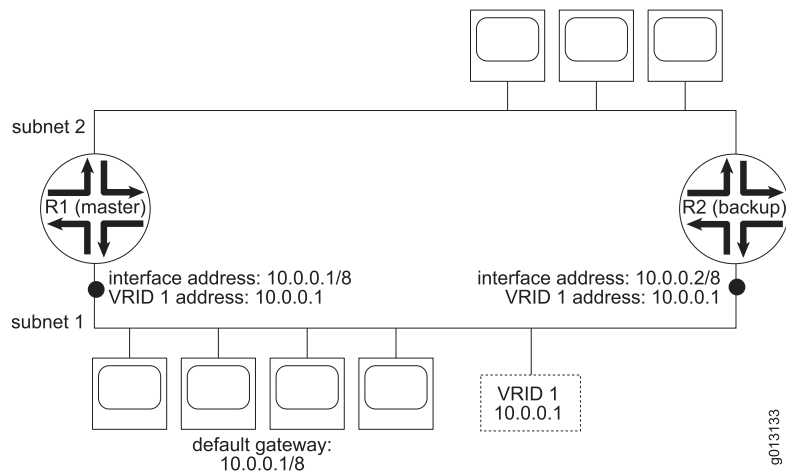 subnet 2
R1 (master)
R2 (backup)
interface address: 10.0.0.1/8
VRID 1 address: 10.0.0.1
interface address: 10.0.0.2/8
VRID 1 address: 10.0.0.1
subnet 1
VRID 1
10.0.0.1
default gateway:
10.0.0.1/8
g013133